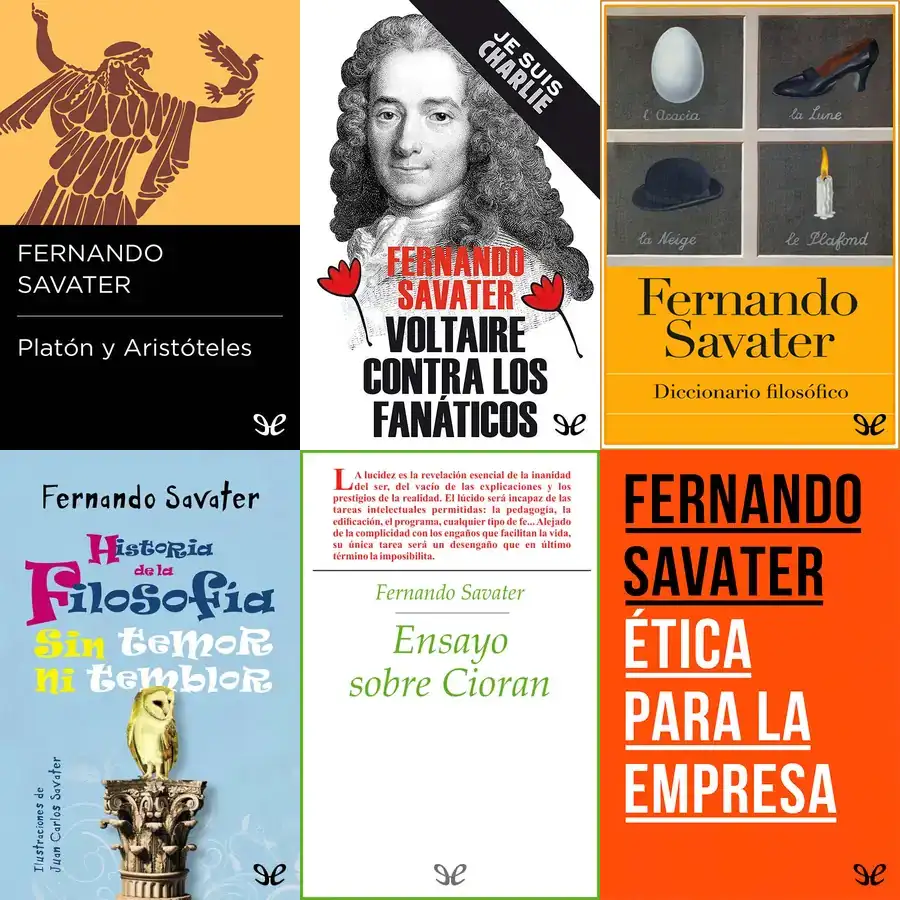 FERNANDO
SAVATER
Platón y Aristóteles
JE SUIS
CHARLIE
FERNANDO
SAVATER
VOLTAIRE
CONTRA LOS
FANÁTICOS
l'Acacia
la Lune
la Neige
le Plafond
Fernando
Savater
Diccionario filosófico
Fernando Savater
Historia
de la
Filosofía
sin temor
ni temblor
Ilustraciones de
Juan Carlos Savater
LA lucidez es la revelación esencial de la inanidad
del ser, del vacío de las explicaciones y los
prestigios de la realidad. El lúcido será incapaz de las
tareas intelectuales permitidas: la pedagogía, la
edificación, el programa, cualquier tipo de fe... Alejado
de la complicidad con los engaños que facilitan la vida,
su única tarea será un desengaño que en último
término lo imposibilita.
Fernando Savater
Ensayo
sobre Cioran
FERNANDO
SAVATER
ÉTICA
PARA LA
EMPRESA